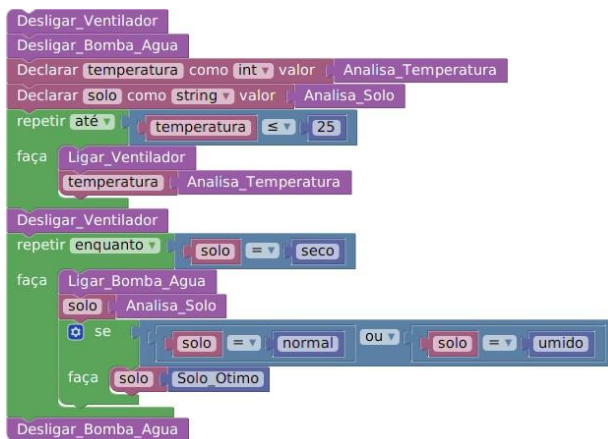 Desligar_Ventilador
Desligar_Bomba_Agua
Declarar temperatura como int valor Analisa_Temperatura
Declarar solo como string valor Analisa_Solo
repetir até temperatura ≤ 25
faça Ligar_Ventilador
temperatura Analisa_Temperatura
Desligar_Ventilador
repetir enquanto solo = seco
faça Ligar_Bomba_Agua
solo Analisa_Solo
se solo = normal ou solo = umido
faça solo Solo_Otimo
Desligar_Bomba_Agua